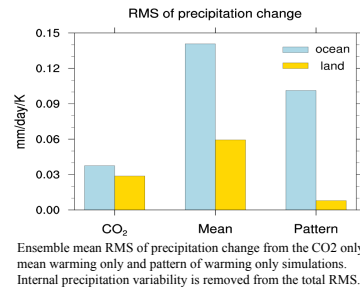 RMS of precipitation change
0.15
0.12
0.09
0.06
0.03
0.00
mm/day/K
ocean
land
CO₂
Mean
Pattern
Ensemble mean RMS of precipitation change from the CO2 only
mean warming only and pattern of warming only simulations.
Internal precipitation variability is removed from the total RMS.